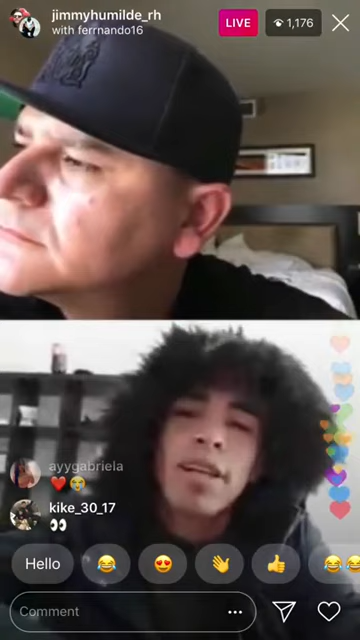 jimmyhumilde_rh
with ferrnando16
LIVE
1,176
ayygabriela
kike_30_17
Hello
Comment